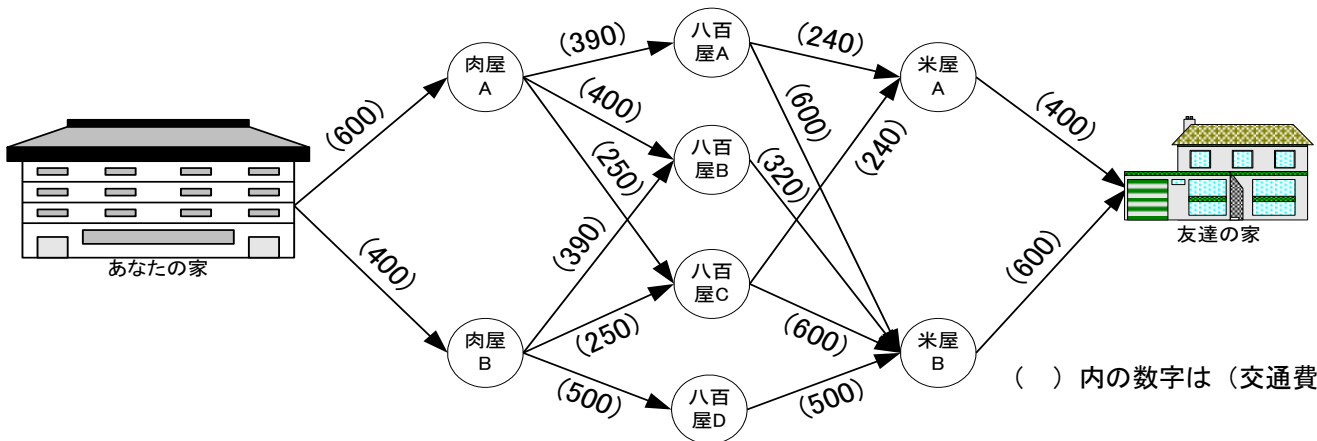 八百
屋A
(390)
(240)
肉屋
A
米屋
A
(600)
(400)
(600)
(400)
八百
屋B
(250)
(320)
(240)
あなたの家
友達の家
(390)
(400)
八百
屋C
(600)
肉屋
B
(250)
(600)
米屋
B
( )内の数字は(交通費
(500)
八百
屋D
(500)